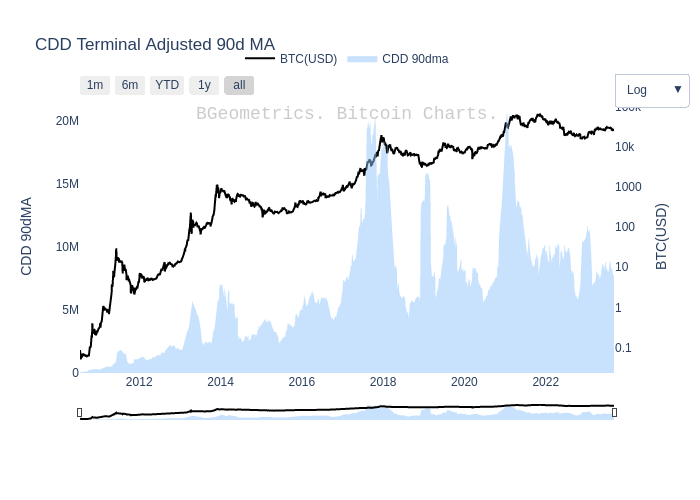 CDD Terminal Adjusted 90d MA
BTC(USD)
CDD 90dma
1m
6m
YTD
1y
all
Log ▼
BGeometrics. Bitcoin Charts.
CDD 90dMA
20M
15M
10M
5M
0
100k
10k
1000
100
10
1
0.1
BTC(USD)
2012
2014
2016
2018
2020
2022